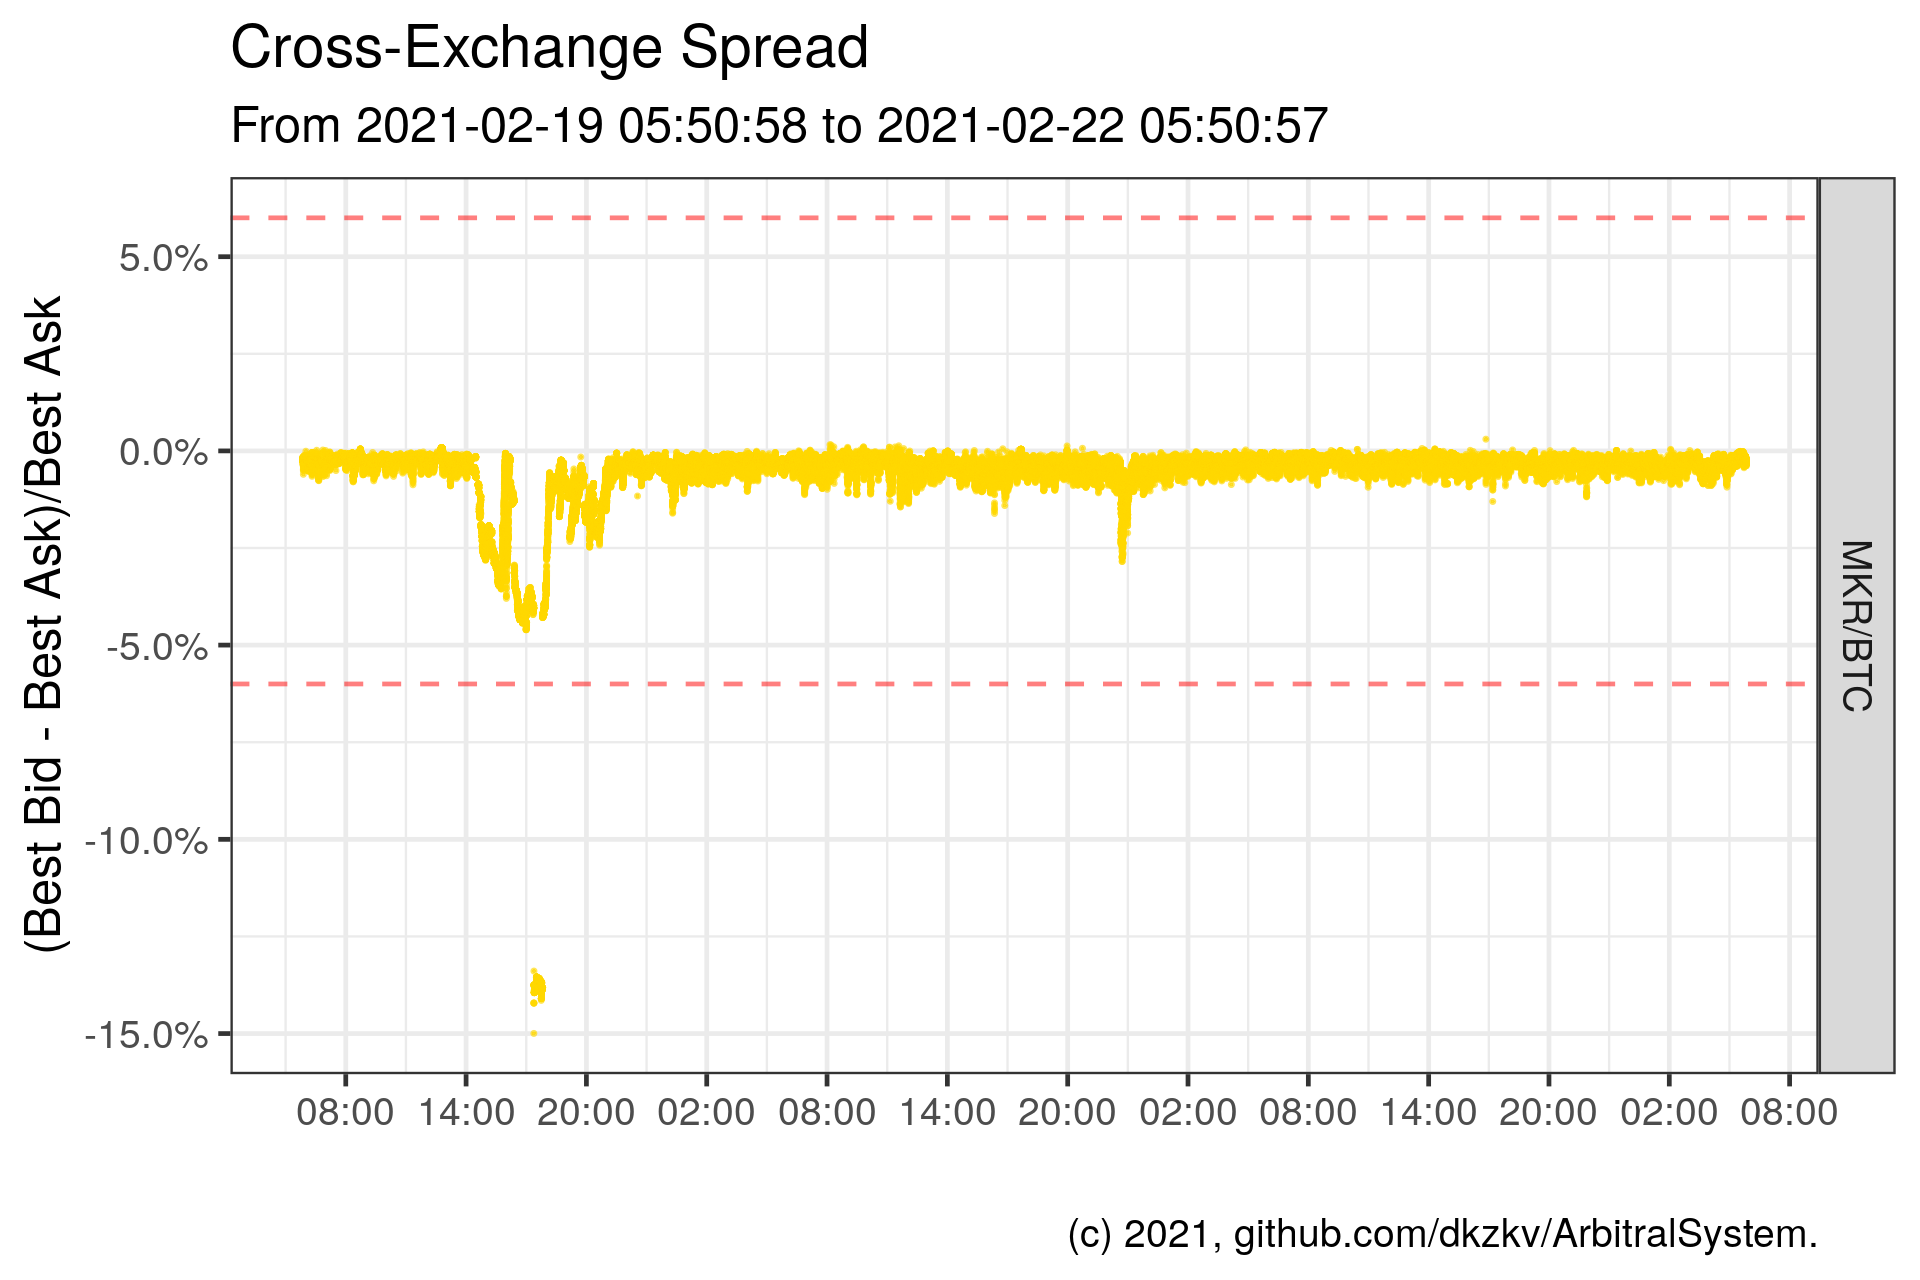 Cross-Exchange Spread
From 2021-02-19 05:50:58 to 2021-02-22 05:50:57
(Best Bid - Best Ask)/Best Ask
5.0%
0.0%
-5.0%
-10.0%
-15.0%
MKR/BTC
08:00 14:00 20:00 02:00 08:00 14:00 20:00 02:00 08:00 14:00 20:00 02:00 08:00
(c) 2021, github.com/dkzkv/ArbitralSystem.